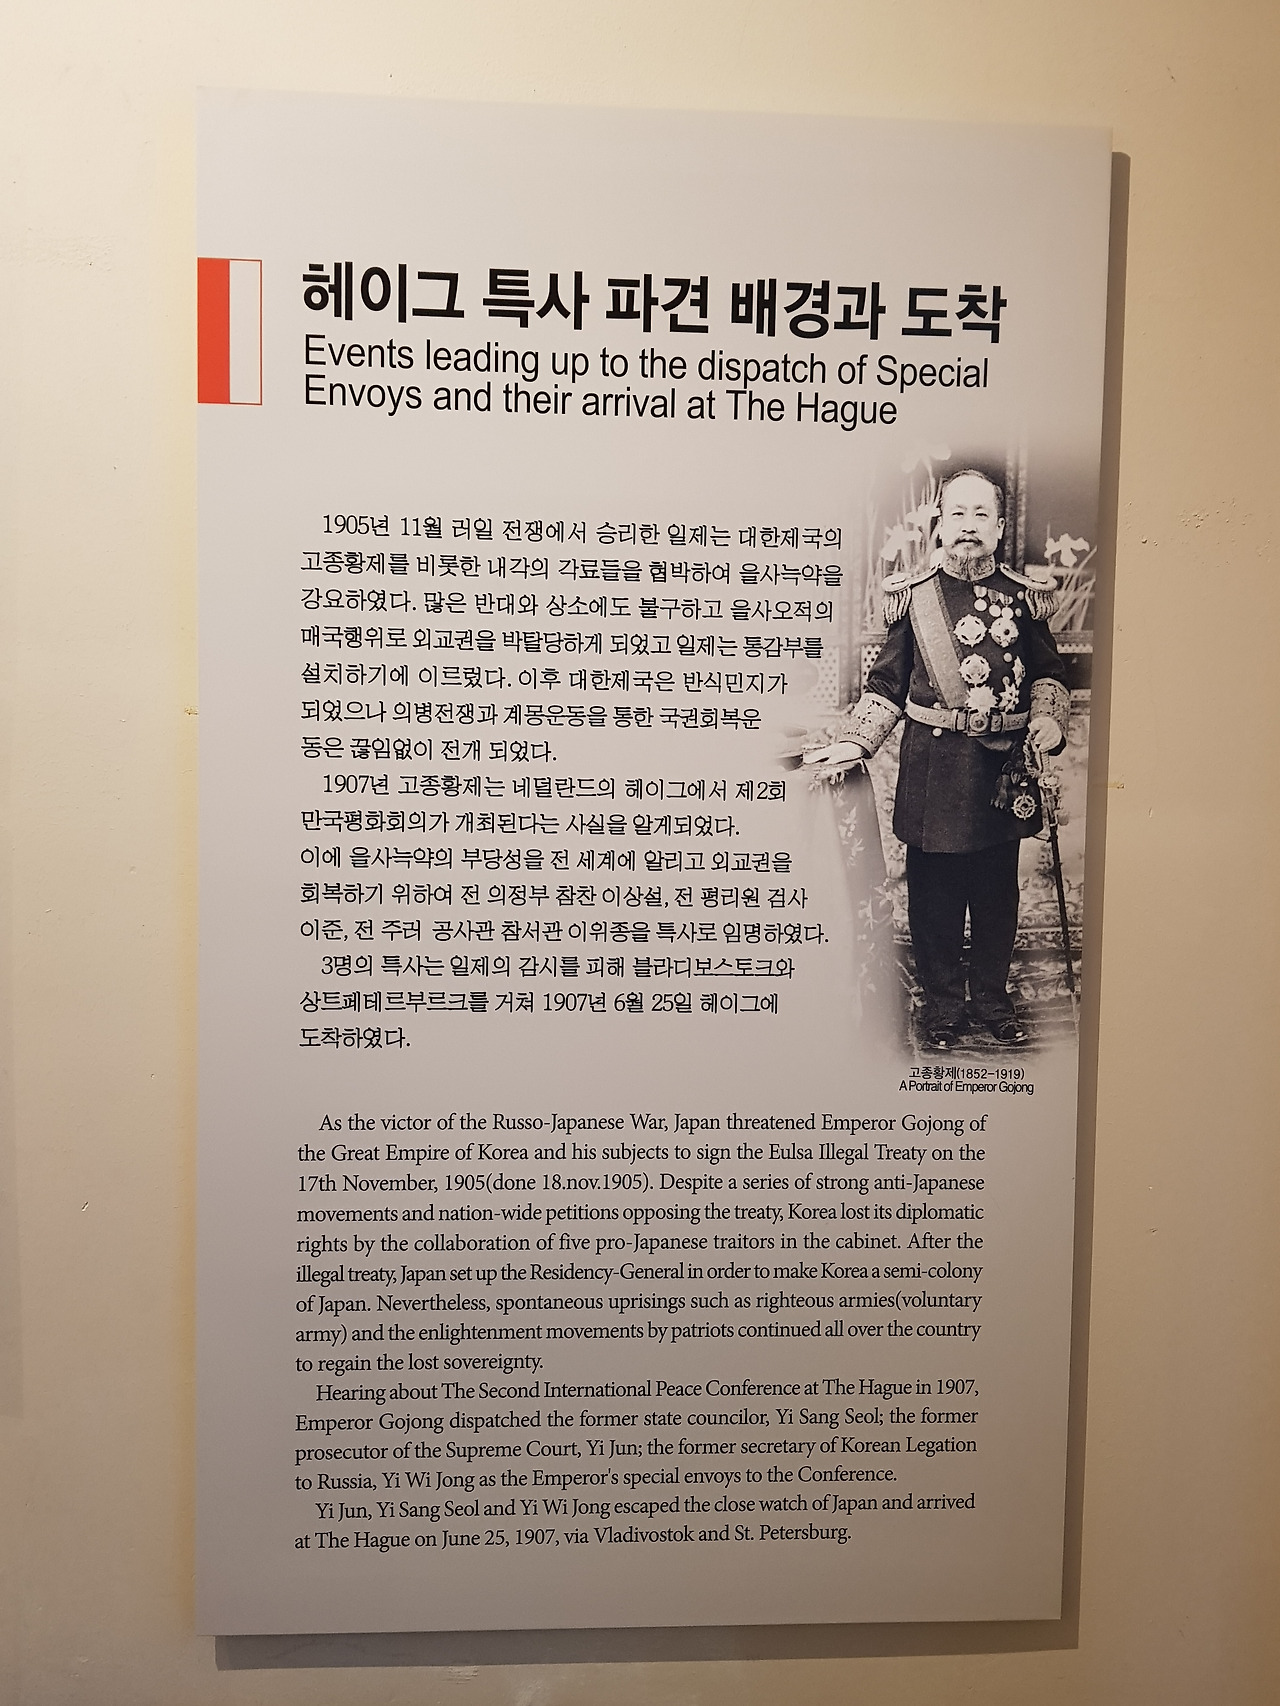 헤이그 특사 파견 배경과 도착
Events leading up to the dispatch of Special
Envoys and their arrival at The Hague
1905년 11월 러일 전쟁에서 승리한 일제는 대한제국의
고종황제를 비롯한 내각의 각료들을 협박하여 을사늑약을
강요하였다. 많은 반대와 상소에도 불구하고 을사오적의
매국행위로 외교권을 박탈당하게 되었고 일제는 통감부를
설치하기에 이르렀다. 이후 대한제국은 반식민지가
되었으나 의병전쟁과 계몽운동을 통한 국권회복운
동은 끊임없이 전개 되었다.
1907년 고종황제는 네덜란드의 헤이그에서 제2회
만국평화회의가 개최된다는 사실을 알게되었다.
이에 을사늑약의 부당성을 전 세계에 알리고 외교권을
회복하기 위하여 전 의정부 참찬 이상설, 전 평리원 검사
이준, 전 주러 공사관 참서관 이위종을 특사로 임명하였다.
3명의 특사는 일제의 감시를 피해 블라디보스토크와
상트페테르부르크를 거쳐 1907년 6월 25일 헤이그에
도착하였다.
고종황제(1852-1919)
A Portrait of Emperor Gojong
As the victor of the Russo-Japanese War, Japan threatened Emperor Gojong of
the Great Empire of Korea and his subjects to sign the Eulsa Illegal Treaty on the
17th November, 1905(done 18.nov.1905). Despite a series of strong anti-Japanese
movements and nation-wide petitions opposing the treaty, Korea lost its diplomatic
rights by the collaboration of five pro-Japanese traitors in the cabinet. After the
illegal treaty, Japan set up the Residency-General in order to make Korea a semi-colony
of Japan. Nevertheless, spontaneous uprisings such as righteous armies(voluntary
army) and the enlightenment movements by patriots continued all over the country
to regain the lost sovereignty.
Hearing about The Second International Peace Conference at The Hague in 1907,
Emperor Gojong dispatched the former state councilor, Yi Sang Seol; the former
prosecutor of the Supreme Court, Yi Jun; the former secretary of Korean Legation
to Russia, Yi Wi Jong as the Emperor's special envoys to the Conference.
Yi Jun, Yi Sang Seol and Yi Wi Jong escaped the close watch of Japan and arrived
at The Hague on June 25, 1907, via Vladivostok and St. Petersburg.